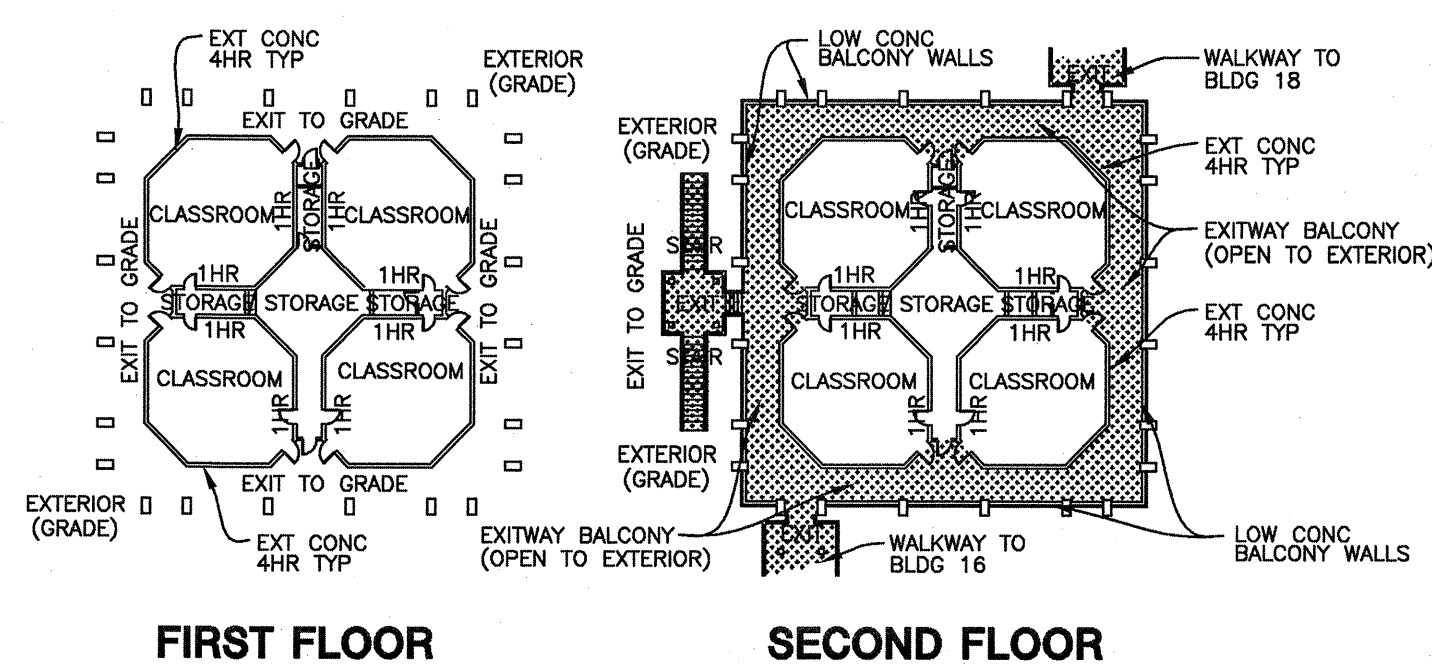 EXT CONC
4HR TYP
EXTERIOR
(GRADE)
EXIT TO GRADE
CLASSROOM
1HR
STORAGE
1HR
CLASSROOM
EXIT TO GRADE
EXIT TO GRADE
1HR
1HR
STORAGE
STORAGE
STORAGE
1HR
1HR
CLASSROOM
CLASSROOM
1HR
1HR
EXIT TO GRADE
EXTERIOR
(GRADE)
EXT CONC
4HR TYP
FIRST FLOOR
LOW CONC
BALCONY WALLS
EXIT
WALKWAY TO
BLDG 18
EXTERIOR
(GRADE)
EXT CONC
4HR TYP
STORAGE
1HR
1HR
CLASSROOM
CLASSROOM
EXITWAY BALCONY
(OPEN TO EXTERIOR)
EXIT TO GRADE
STAIR
EXIT
STAIR
1HR
1HR
STORAGE
STORAGE
STORAGE
1HR
1HR
EXT CONC
4HR TYP
CLASSROOM
CLASSROOM
1HR
1HR
EXTERIOR
(GRADE)
EXITWAY BALCONY
(OPEN TO EXTERIOR)
EXIT
WALKWAY TO
BLDG 16
LOW CONC
BALCONY WALLS
SECOND FLOOR